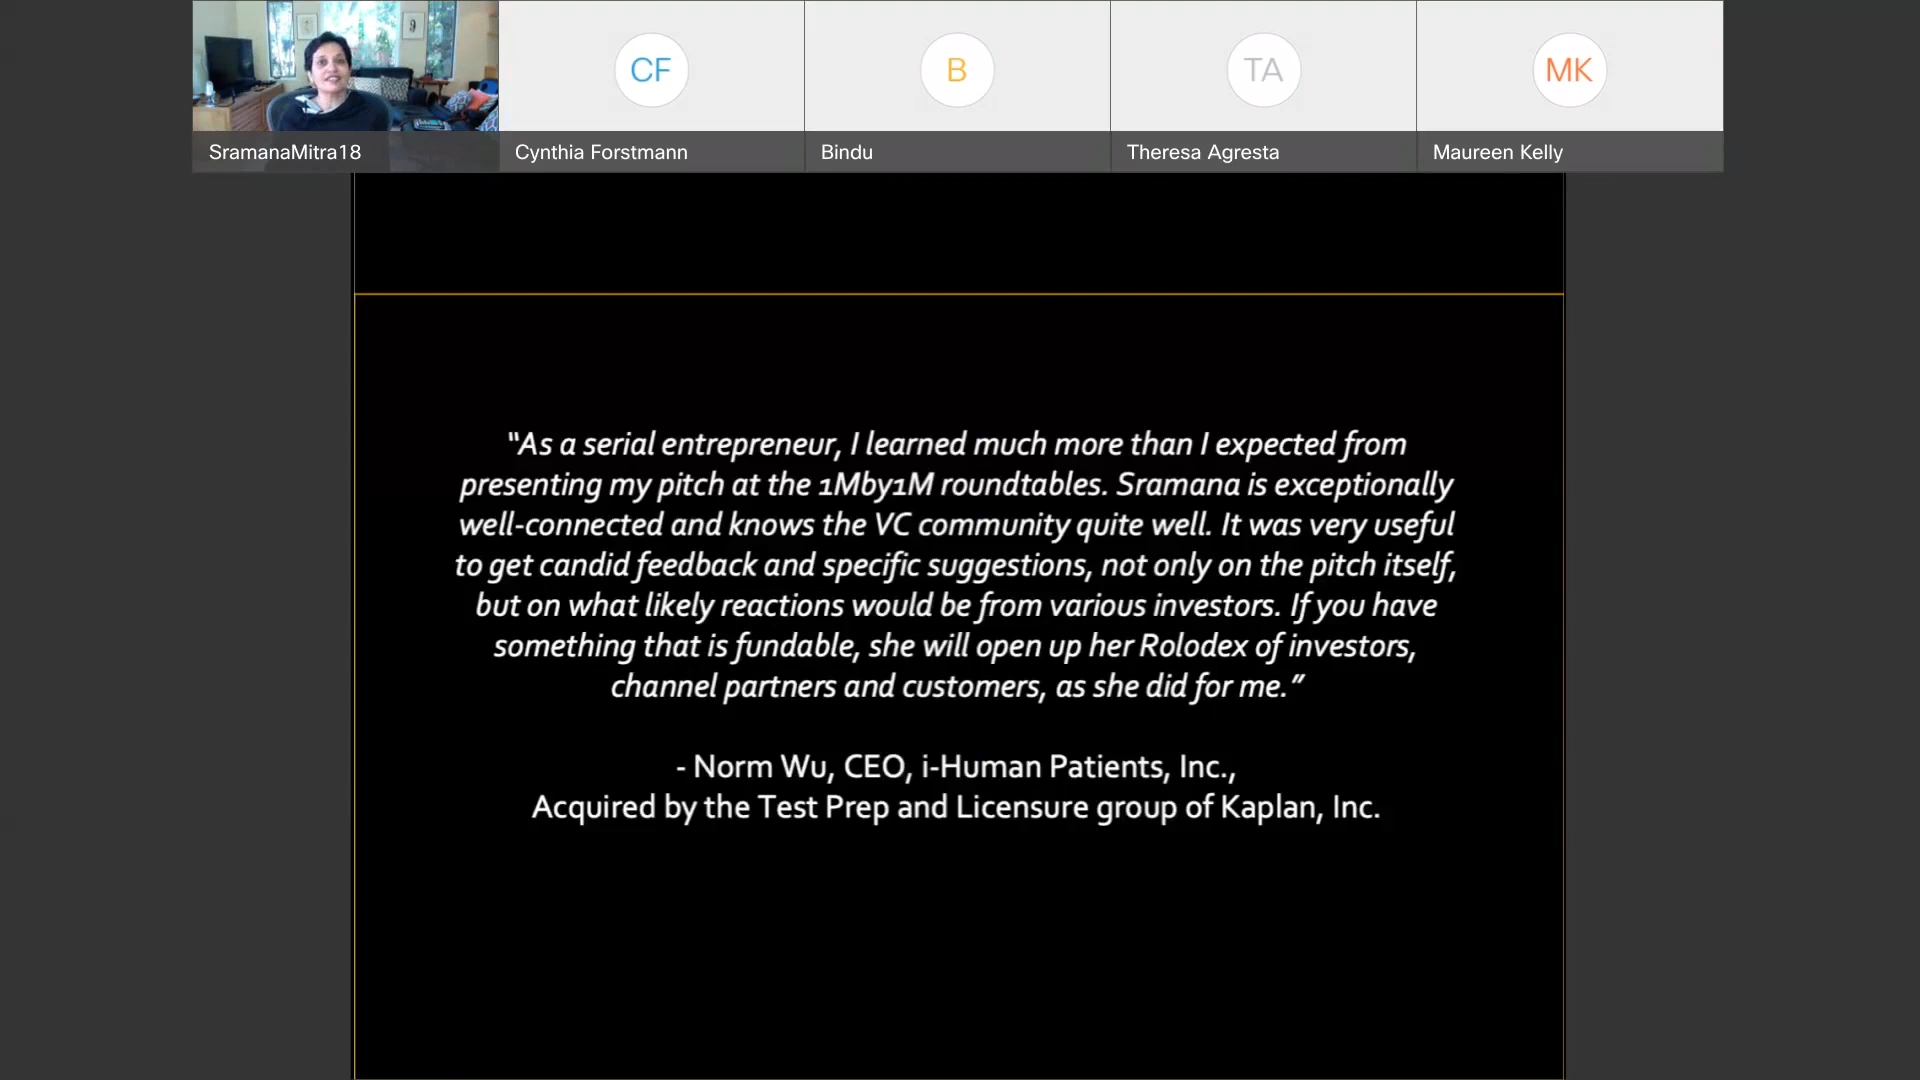 CF
B
TA
MK
SramanaMitra18
Cynthia Forstmann
Bindu
Theresa Agresta
Maureen Kelly
“As a serial entrepreneur, I learned much more than I expected from
presenting my pitch at the 1Mby1M roundtables. Sramana is exceptionally
well-connected and knows the VC community quite well. It was very useful
to get candid feedback and specific suggestions, not only on the pitch itself,
but on what likely reactions would be from various investors. If you have
something that is fundable, she will open up her Rolodex of investors,
channel partners and customers, as she did for me.”
- Norm Wu, CEO, i-Human Patients, Inc.,
Acquired by the Test Prep and Licensure group of Kaplan, Inc.